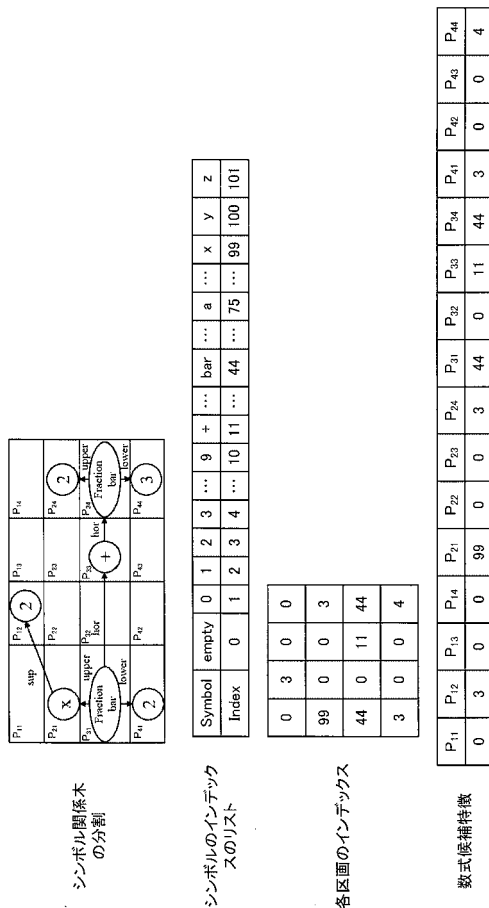 シンボル関係木
の分割
P11 P12 P13 P14
sup 2
P21 P22 P23 P24
x 2
upper upper
P31 P32 P33 P34
Fraction bar hor + hor Fraction bar
lower lower
P41 P42 P43 P44
2 3
シンボルのインデック
スのリスト
Symbol empty 0 1 2 3 … 9 + … bar … a … x y z
Index 0 1 2 3 4 … 10 11 … 44 … 75 … 99 100 101
各区画のインデックス
0 3 0 0
99 0 0 3
44 0 11 44
3 0 0 4
数式候補特徴
P11 P12 P13 P14 P21 P22 P23 P24 P31 P32 P33 P34 P41 P42 P43 P44
0 3 0 0 99 0 0 3 44 0 11 44 3 0 0 4